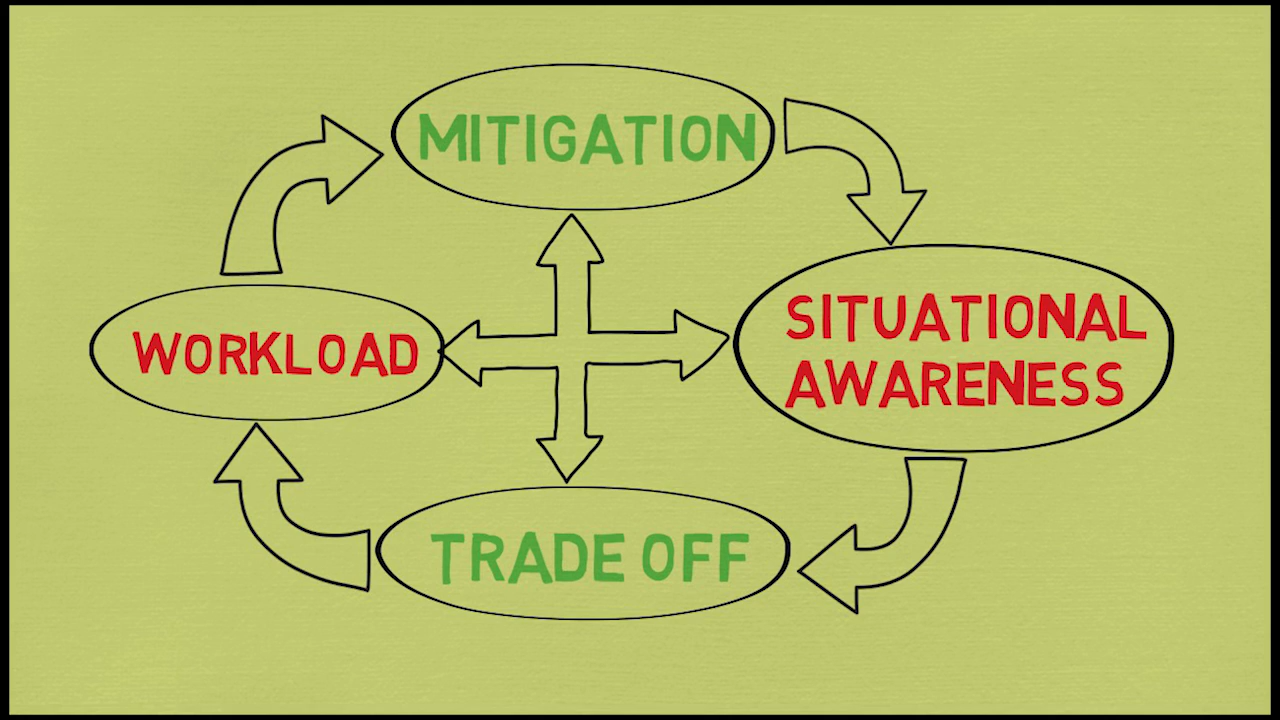 MITIGATION
SITUATIONAL
AWARENESS
WORKLOAD
TRADE OFF